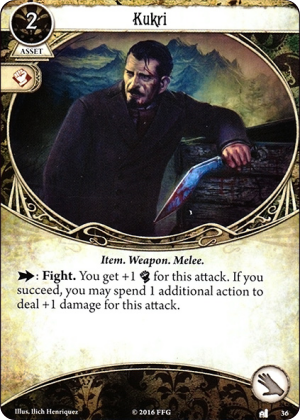 2
Kukri
ASSET
Item. Weapon. Melee.
: Fight. You get +1 for this attack. If you
succeed, you may spend 1 additional action to
deal +1 damage for this attack.
Illus. Ilich Henriquez
© 2016 FFG
36